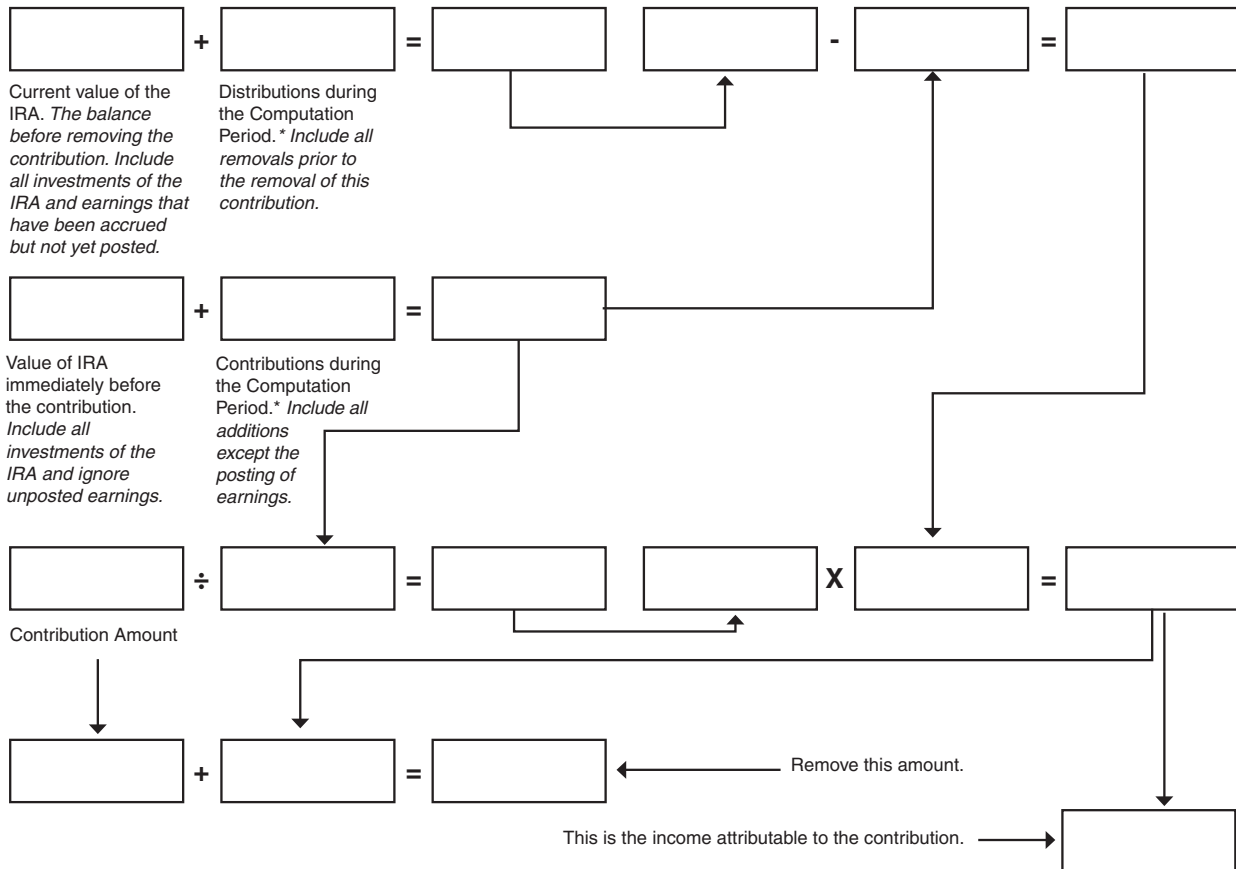 + = - =
Current value of the
IRA. The balance
before removing the
contribution. Include
all investments of the
IRA and earnings that
have been accrued
but not yet posted.
Distributions during
the Computation
Period.* Include all
removals prior to
the removal of this
contribution.
+ =
Value of IRA
immediately before
the contribution.
Include all
investments of the
IRA and ignore
unposted earnings.
Contributions during
the Computation
Period.* Include all
additions
except the
posting of
earnings.
÷ = X =
Contribution Amount
+ =
Remove this amount.
This is the income attributable to the contribution.